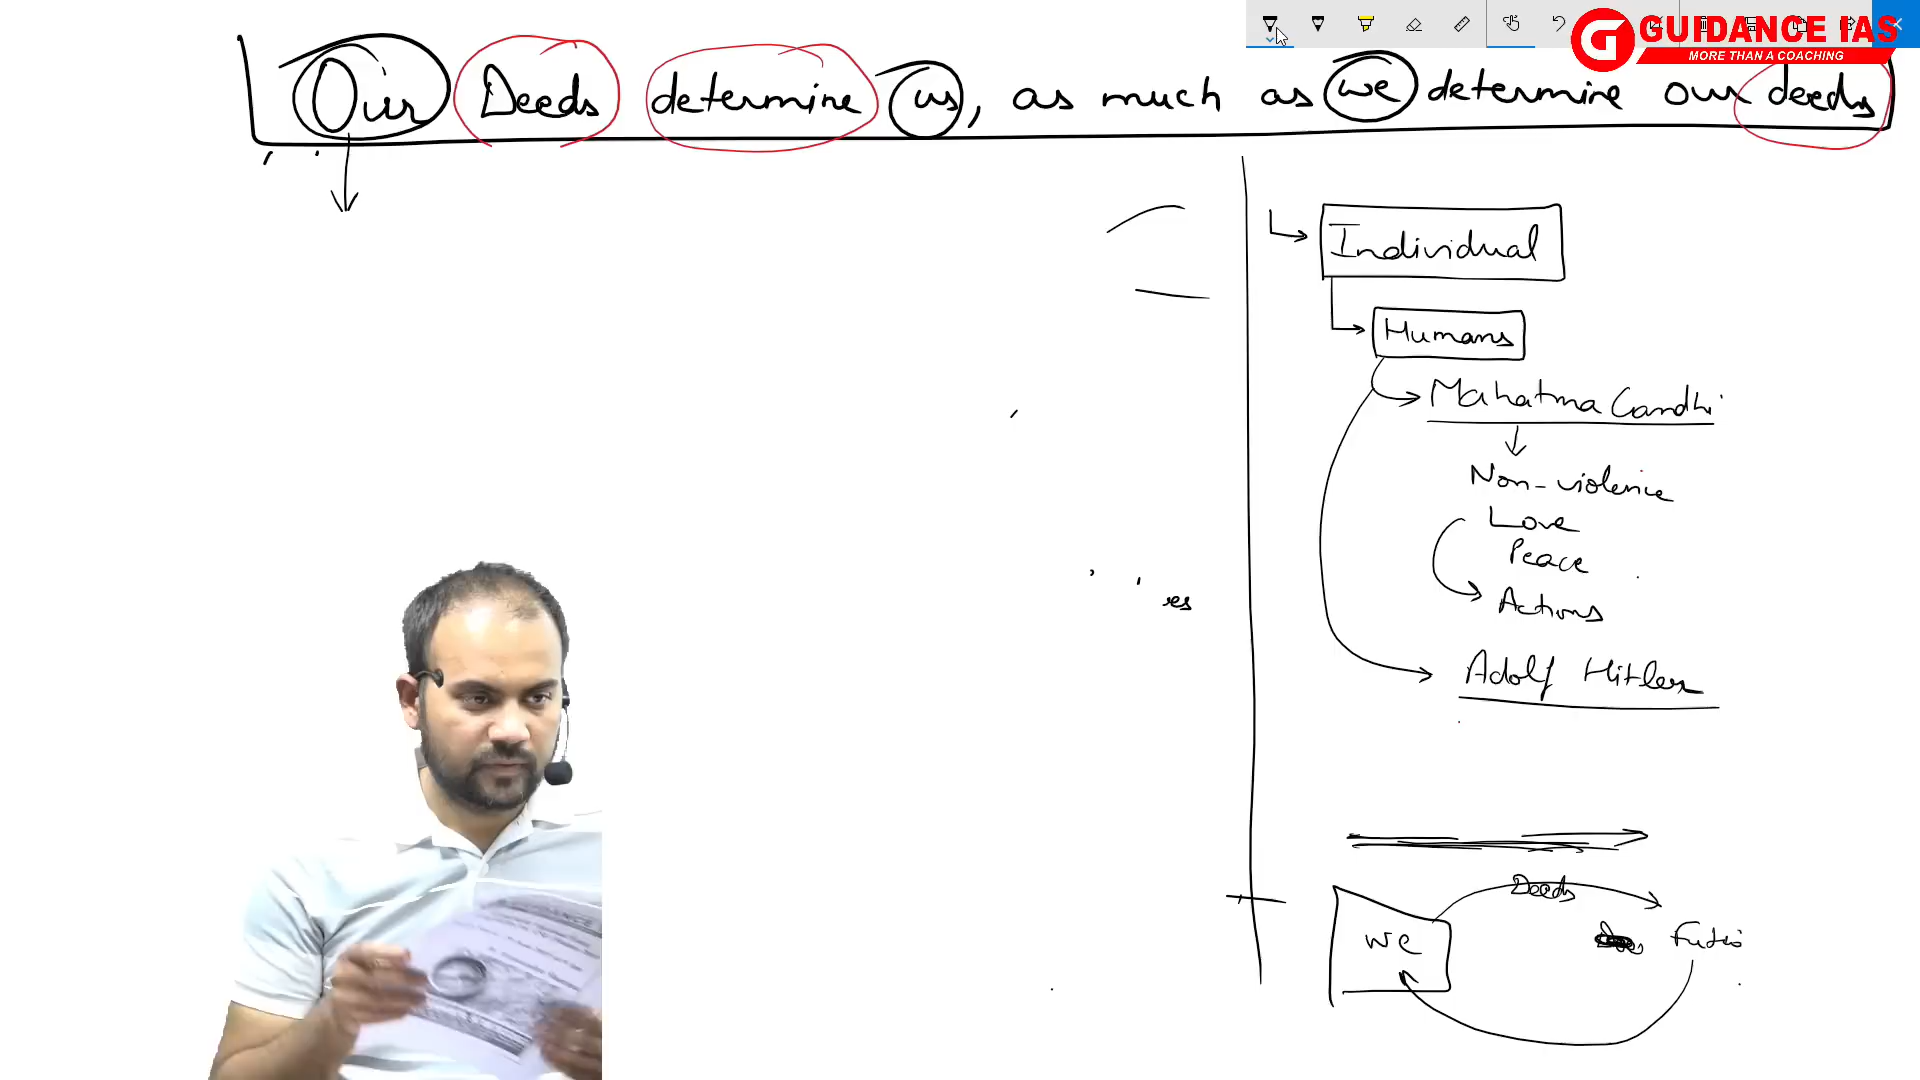 GUIDANCE IAS
MORE THAN A COACHING
Our Deeds determine us, as much as we determine our deeds
Individual
Humans
Mahatma Gandhi
Non-violence
Love
Peace
Actions
es
Adolf Hitler
Deeds
we